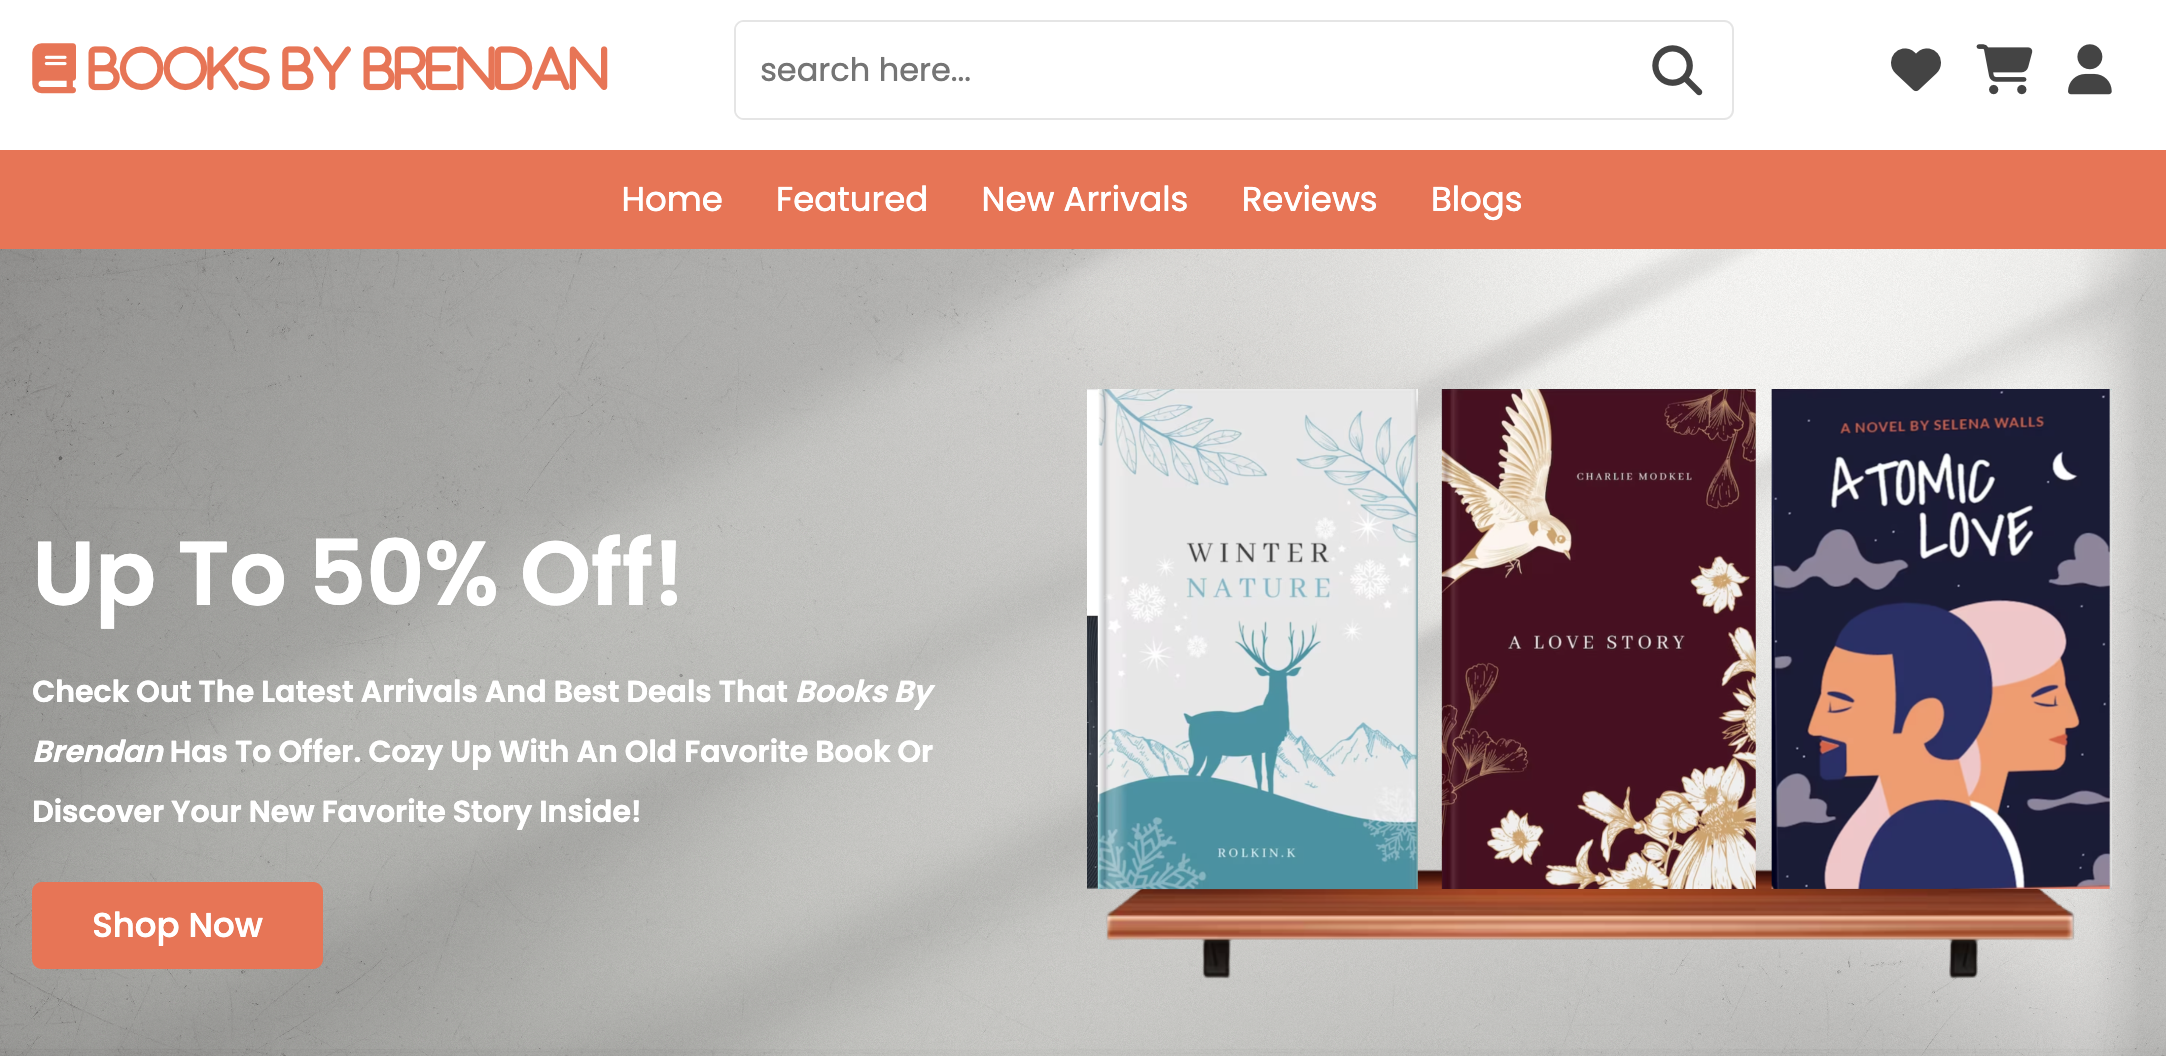 BOOKS BY BRENDAN
search here...
Home Featured New Arrivals Reviews Blogs
Up To 50% Off!
Check Out The Latest Arrivals And Best Deals That Books By
Brendan Has To Offer. Cozy Up With An Old Favorite Book Or
Discover Your New Favorite Story Inside!
Shop Now
WINTER
NATURE
ROLKIN.K
CHARLIE MODKEL
A LOVE STORY
A NOVEL BY SELENA WALLS
ATOMIC
LOVE